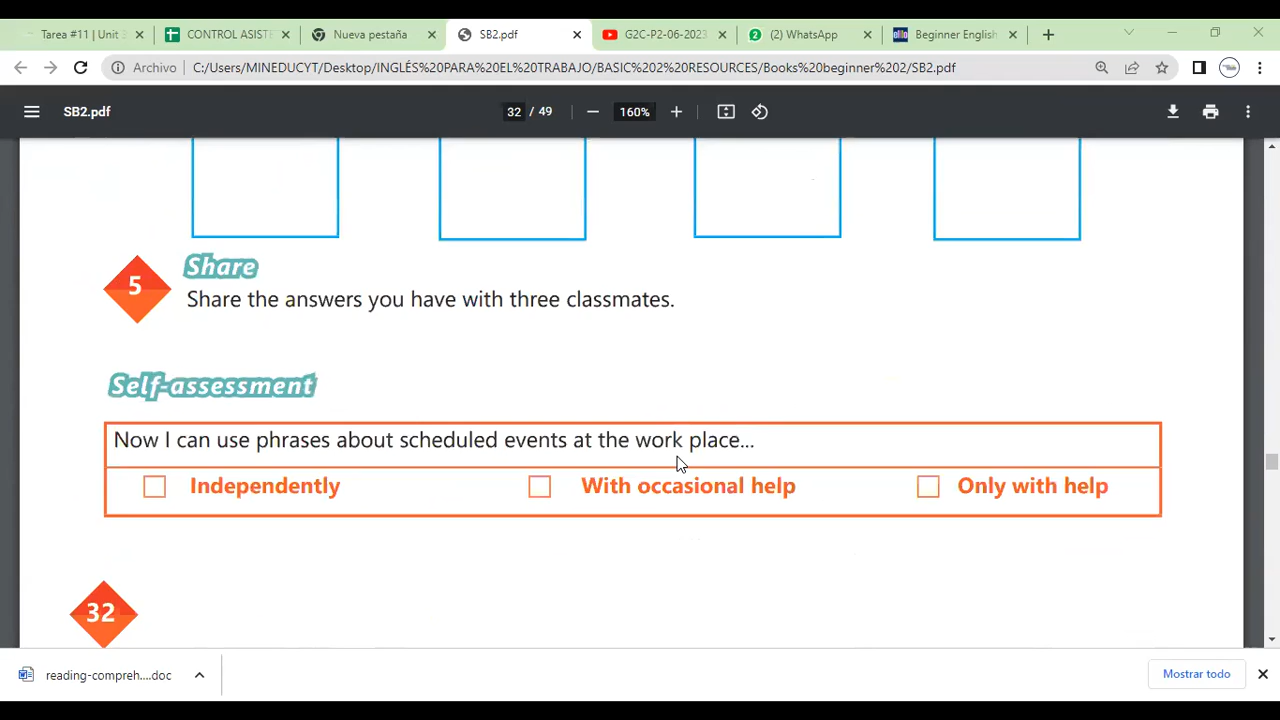 Tarea #11 | Unit 2
CONTROL ASISTE
Nueva pestaña
SB2.pdf
G2C-P2-06-2023
(2) WhatsApp
Beginner English
Archivo
C:/Users/MINEDUCYT/Desktop/INGLÉS%20PARA%20EL%20TRABAJO/BASIC%202%20RESOURCES/Books%20beginner%202/SB2.pdf
SB2.pdf
32 / 49
160%
5
Share
Share the answers you have with three classmates.
Self-assessment
Now I can use phrases about scheduled events at the work place...
Independently
With occasional help
Only with help
32
reading-compreh....doc
Mostrar todo